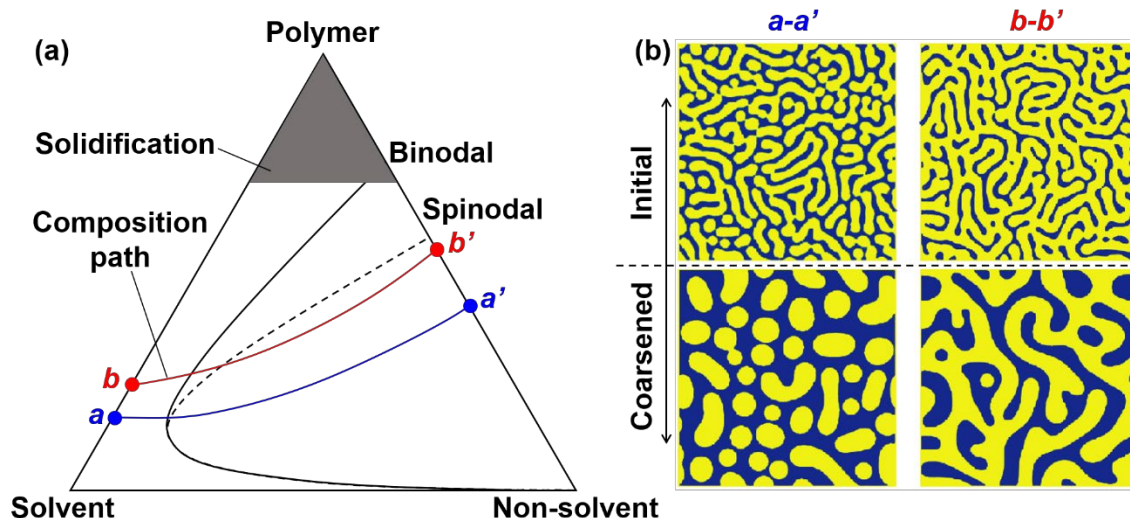 (a)
Polymer
Solidification
Binodal
Composition
path
Spinodal
b'
a'
b
a
Solvent
Non-solvent
(b)
a-a'
b-b'
Initial
Coarsened